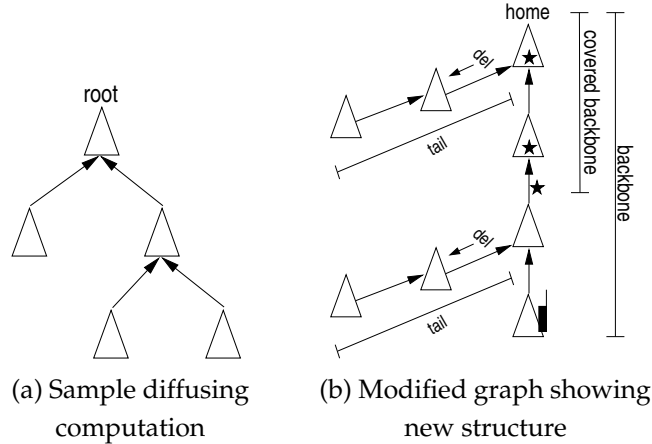 root
home
del
tail
del
tail
covered backbone
backbone
(a) Sample diffusing
computation
(b) Modified graph showing
new structure